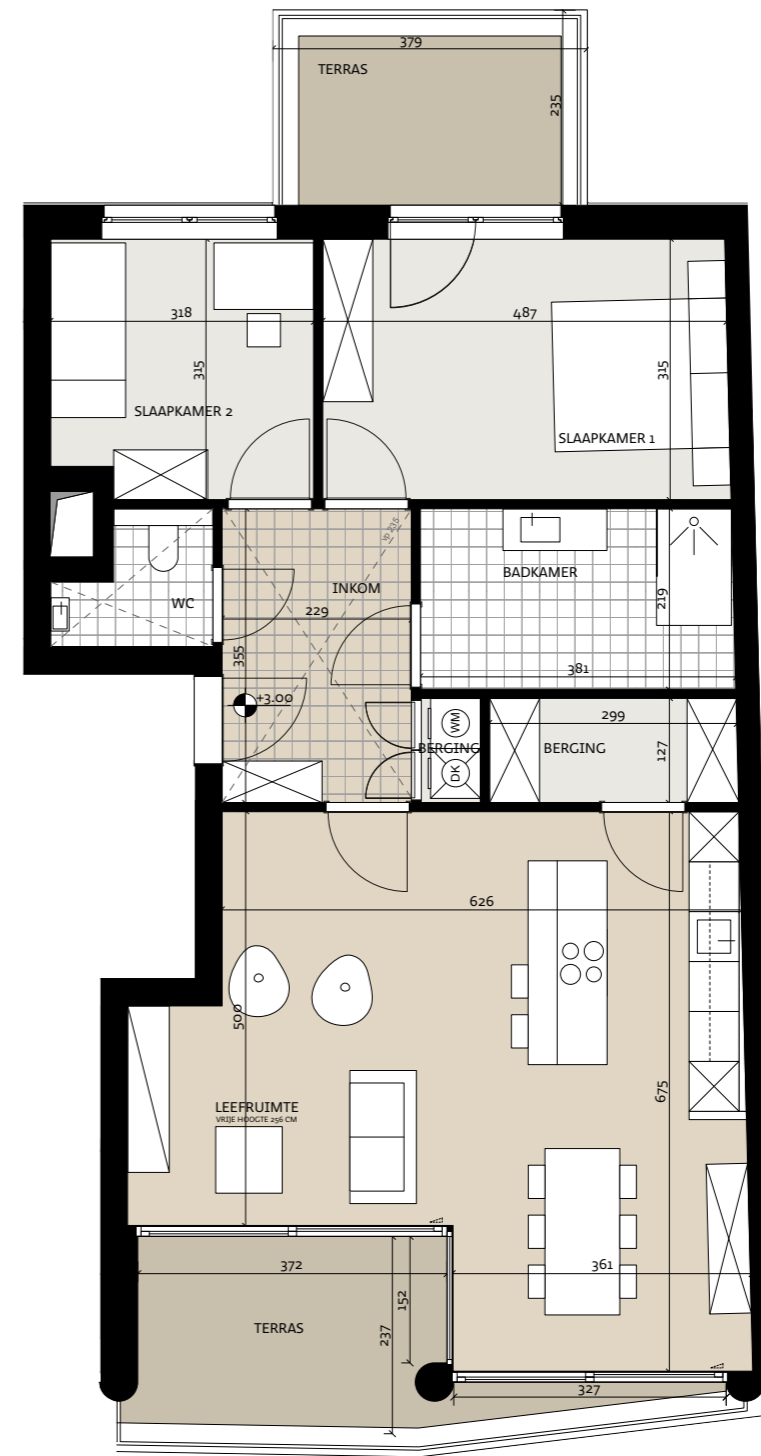 379
TERRAS
235
318
487
315
315
SLAAPKAMER 2
SLAAPKAMER 1
vp 235
BADKAMER
INKOM
WC
229
219
355
381
+3.00
299
WM
BERGING
BERGING
DK
127
626
500
675
LEEFRUIMTE
VRIJE HOOGTE 256 CM
372
361
152
237
TERRAS
327